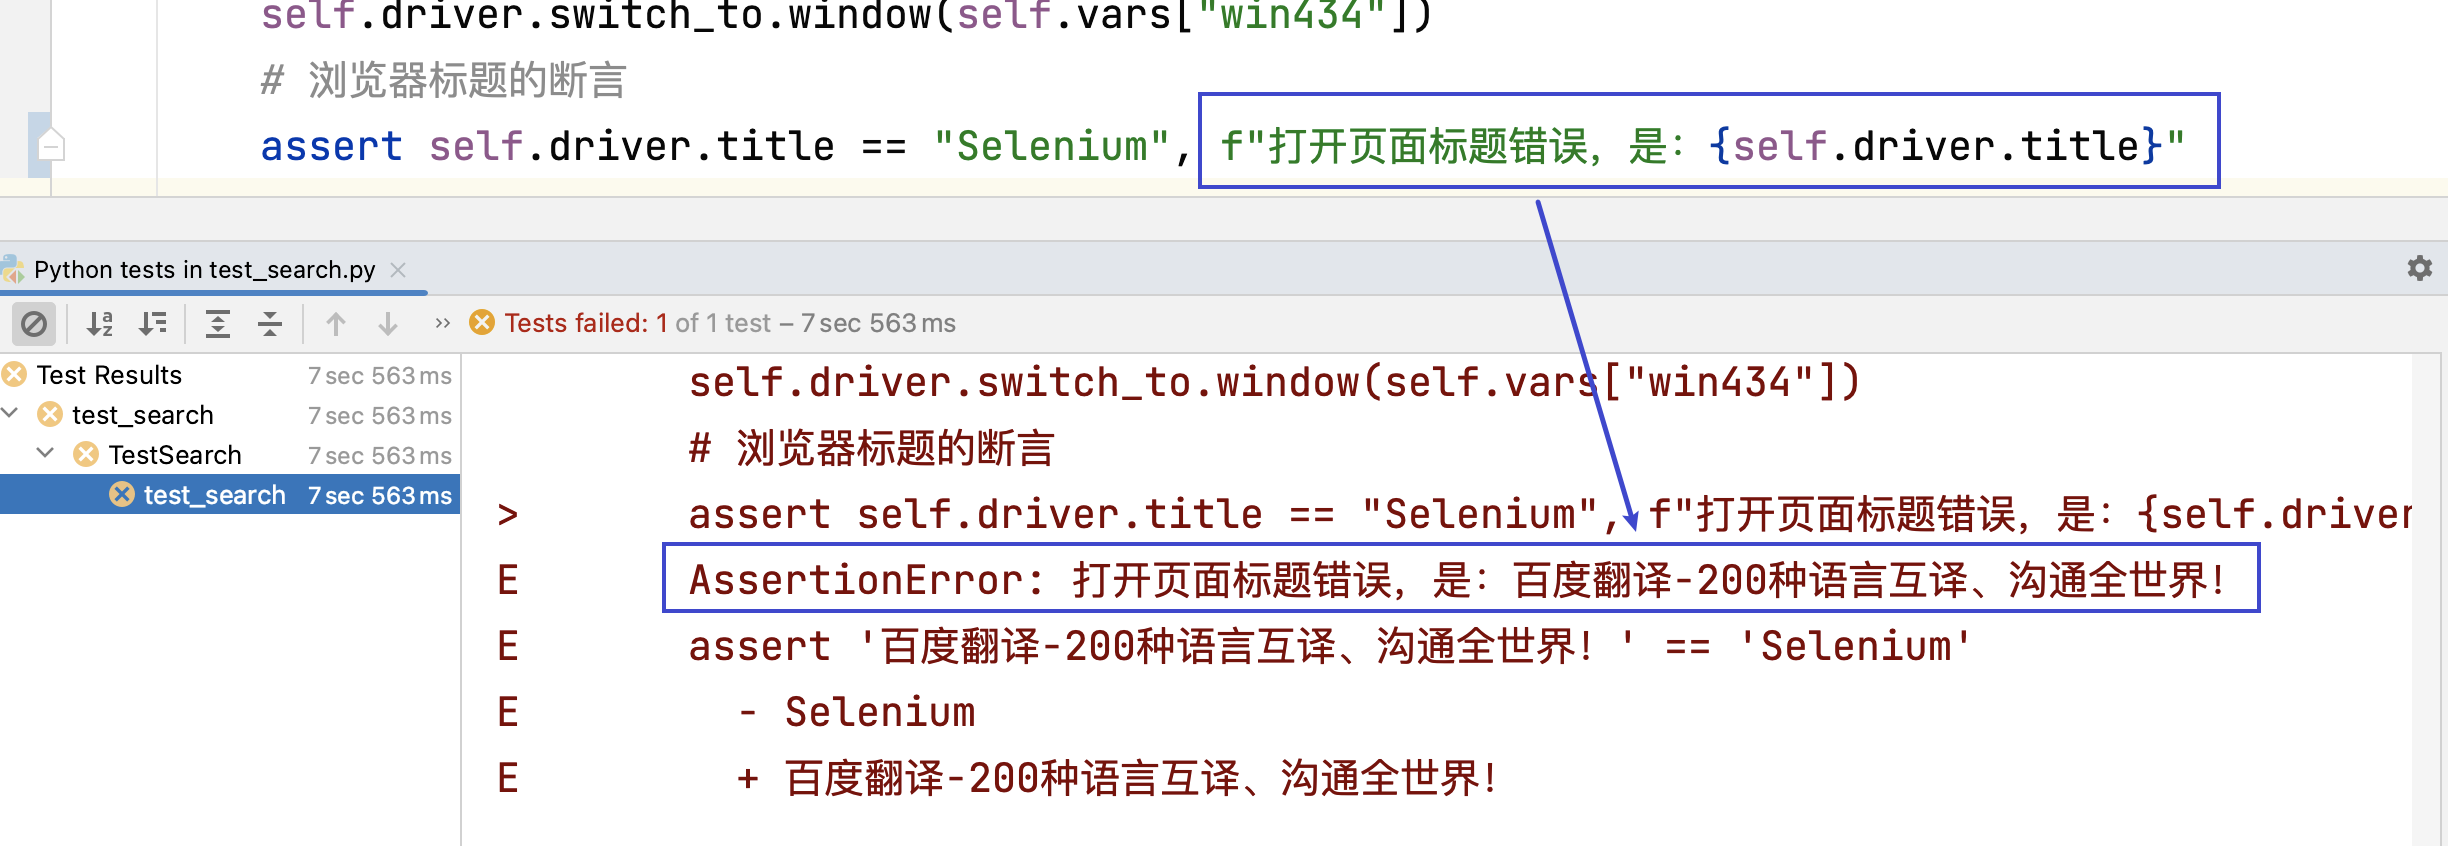 self.driver.switch_to.window(self.vars["win434"])
# 浏览器标题的断言
assert self.driver.title == "Selenium", f"打开页面标题错误，是：{self.driver.title}"
Python tests in test_search.py
Tests failed: 1 of 1 test – 7 sec 563 ms
Test Results 7 sec 563 ms
test_search 7 sec 563 ms
TestSearch 7 sec 563 ms
test_search 7 sec 563 ms
self.driver.switch_to.window(self.vars["win434"])
# 浏览器标题的断言
> assert self.driver.title == "Selenium", f"打开页面标题错误，是：{self.driver
E AssertionError: 打开页面标题错误，是：百度翻译-200种语言互译、沟通全世界！
E assert '百度翻译-200种语言互译、沟通全世界！' == 'Selenium'
E - Selenium
E + 百度翻译-200种语言互译、沟通全世界！